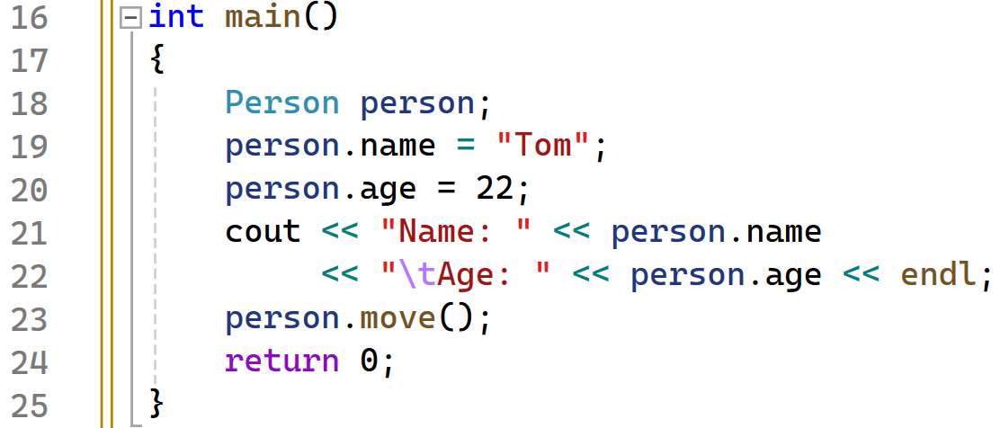 16 int main()
17 {
18     Person person;
19     person.name = "Tom";
20     person.age = 22;
21     cout << "Name: " << person.name
22          << "\tAge: " << person.age << endl;
23     person.move();
24     return 0;
25 }